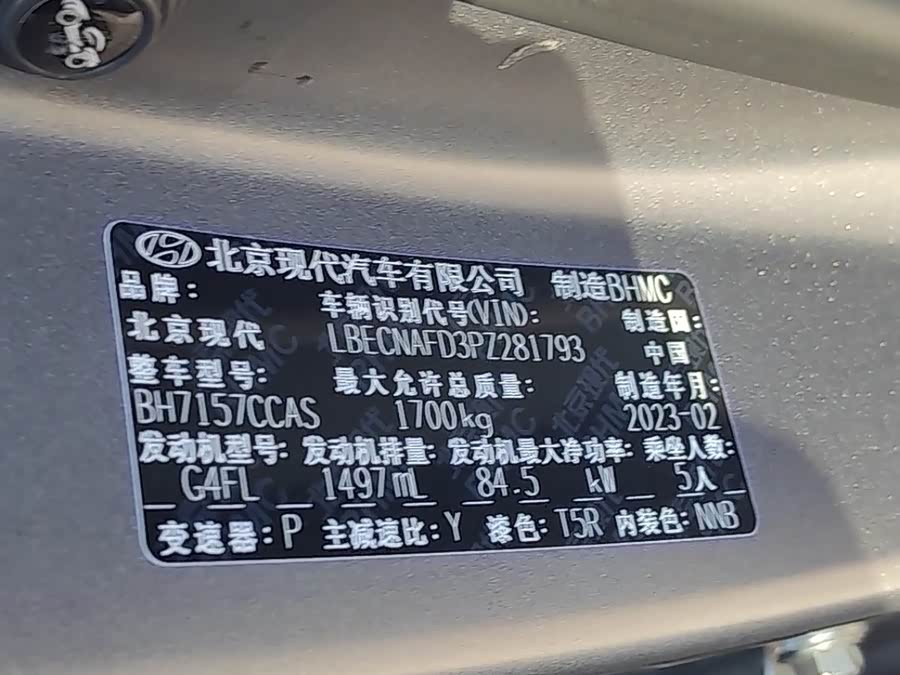 北京现代汽车有限公司 制造BHMC
品牌: 车辆识别代号(VIN): 制造国:
北京现代 LBECNAFD3PZ281793 中国
整车型号: 最大允许总质量: 制造年月:
BH7157CCAS 1700kg 2023-02
发动机型号: 发动机排量: 发动机最大净功率: 乘坐人数:
G4FL 1497mL 84.5 kW 5人
变速器: P 主减速比: Y 漆色: T5R 内装色: NNB